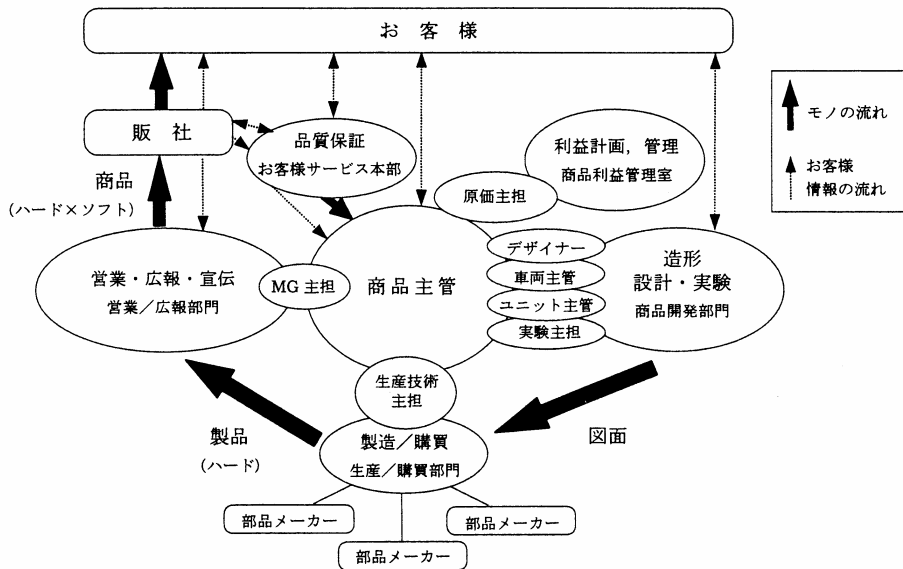 お客様
販社
品質保証
お客様サービス本部
利益計画，管理
商品利益管理室
原価主担
モノの流れ
お客様
情報の流れ
商品
（ハード×ソフト）
営業・広報・宣伝
営業／広報部門
MG主担
商品主管
デザイナー
車両主管
ユニット主管
実験主担
造形
設計・実験
商品開発部門
生産技術
主担
製造／購買
生産／購買部門
製品
（ハード）
図面
部品メーカー
部品メーカー
部品メーカー